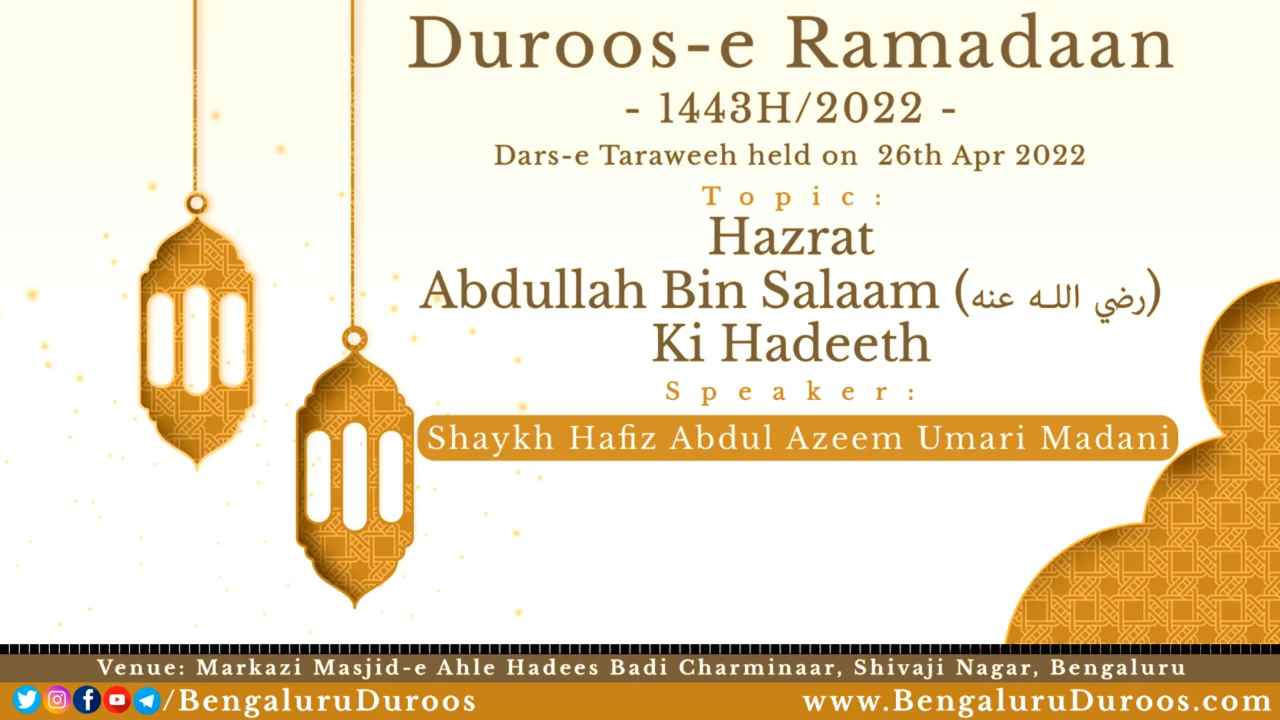 Duroos-e Ramadaan
- 1443H/2022 -
Dars-e Taraweeh held on 26th Apr 2022
Topic:
Hazrat
Abdullah Bin Salaam (رضي اللـه عنه)
Ki Hadeeth
Speaker:
Shaykh Hafiz Abdul Azeem Umari Madani
Venue: Markazi Masjid-e Ahle Hadees Badi Charminaar, Shivaji Nagar, Bengaluru
/BengaluruDuroos
www.BengaluruDuroos.com